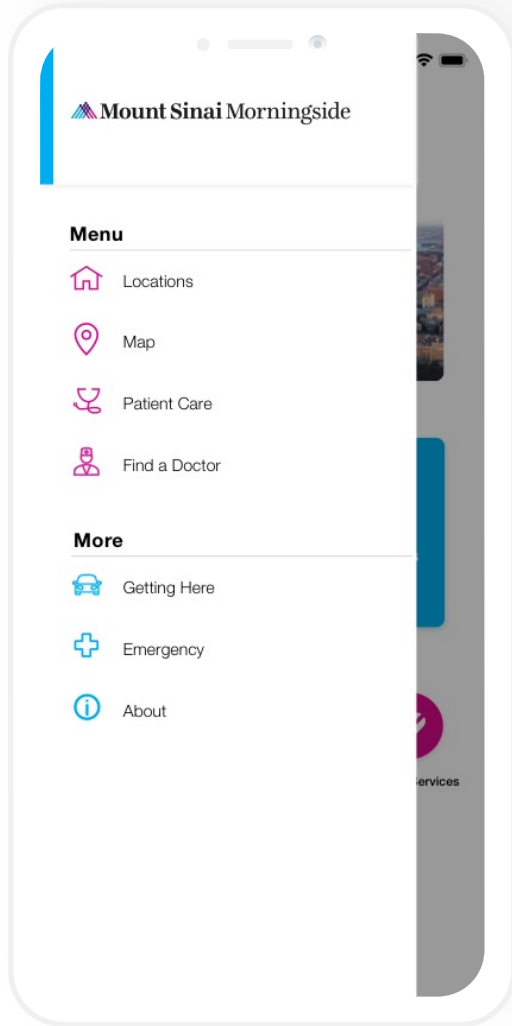 Mount Sinai Morningside
Menu
Locations
Map
Patient Care
Find a Doctor
More
Getting Here
Emergency
About